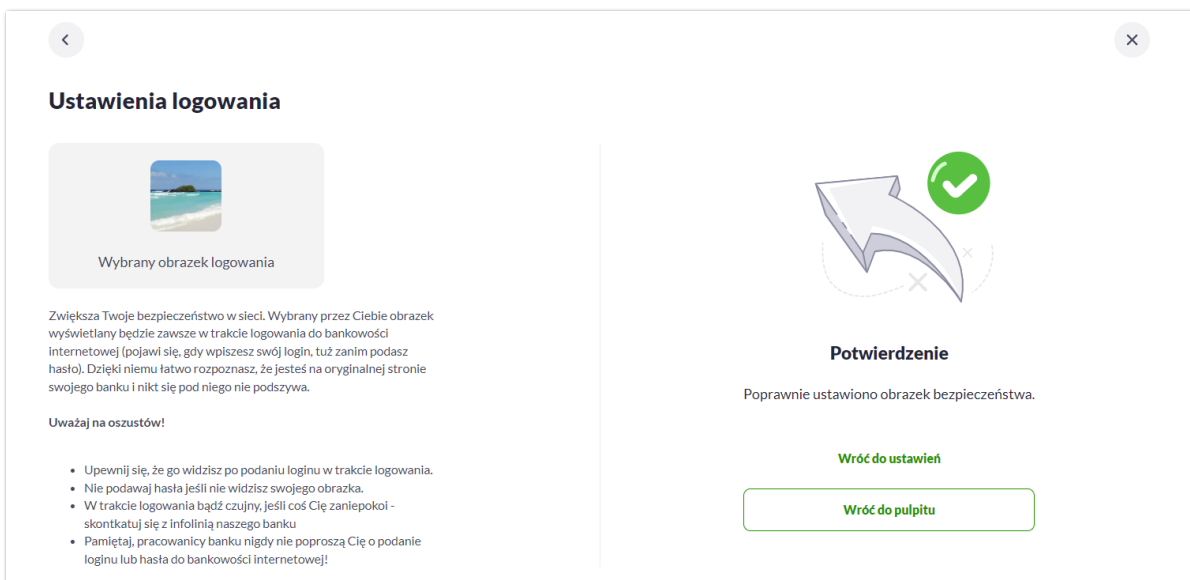 Ustawienia logowania
Wybrany obrazek logowania
Zwiększa Twoje bezpieczeństwo w sieci. Wybrany przez Ciebie obrazek
wyświetlany będzie zawsze w trakcie logowania do bankowości
internetowej (pojawi się, gdy wpiszesz swój login, tuż zanim podasz
hasło). Dzięki niemu łatwo rozpoznasz, że jesteś na oryginalnej stronie
swojego banku i nikt się pod niego nie podszywa.
Uważaj na oszustów!
• Upewnij się, że go widzisz po podaniu loginu w trakcie logowania.
• Nie podawaj hasła jeśli nie widzisz swojego obrazka.
• W trakcie logowania bądź czujny, jeśli coś Cię zaniepokoi -
skontkatuj się z infolinią naszego banku
• Pamiętaj, pracowanicy banku nigdy nie poproszą Cię o podanie
loginu lub hasła do bankowości internetowej!
Potwierdzenie
Poprawnie ustawiono obrazek bezpieczeństwa.
Wróć do ustawień
Wróć do pulpitu